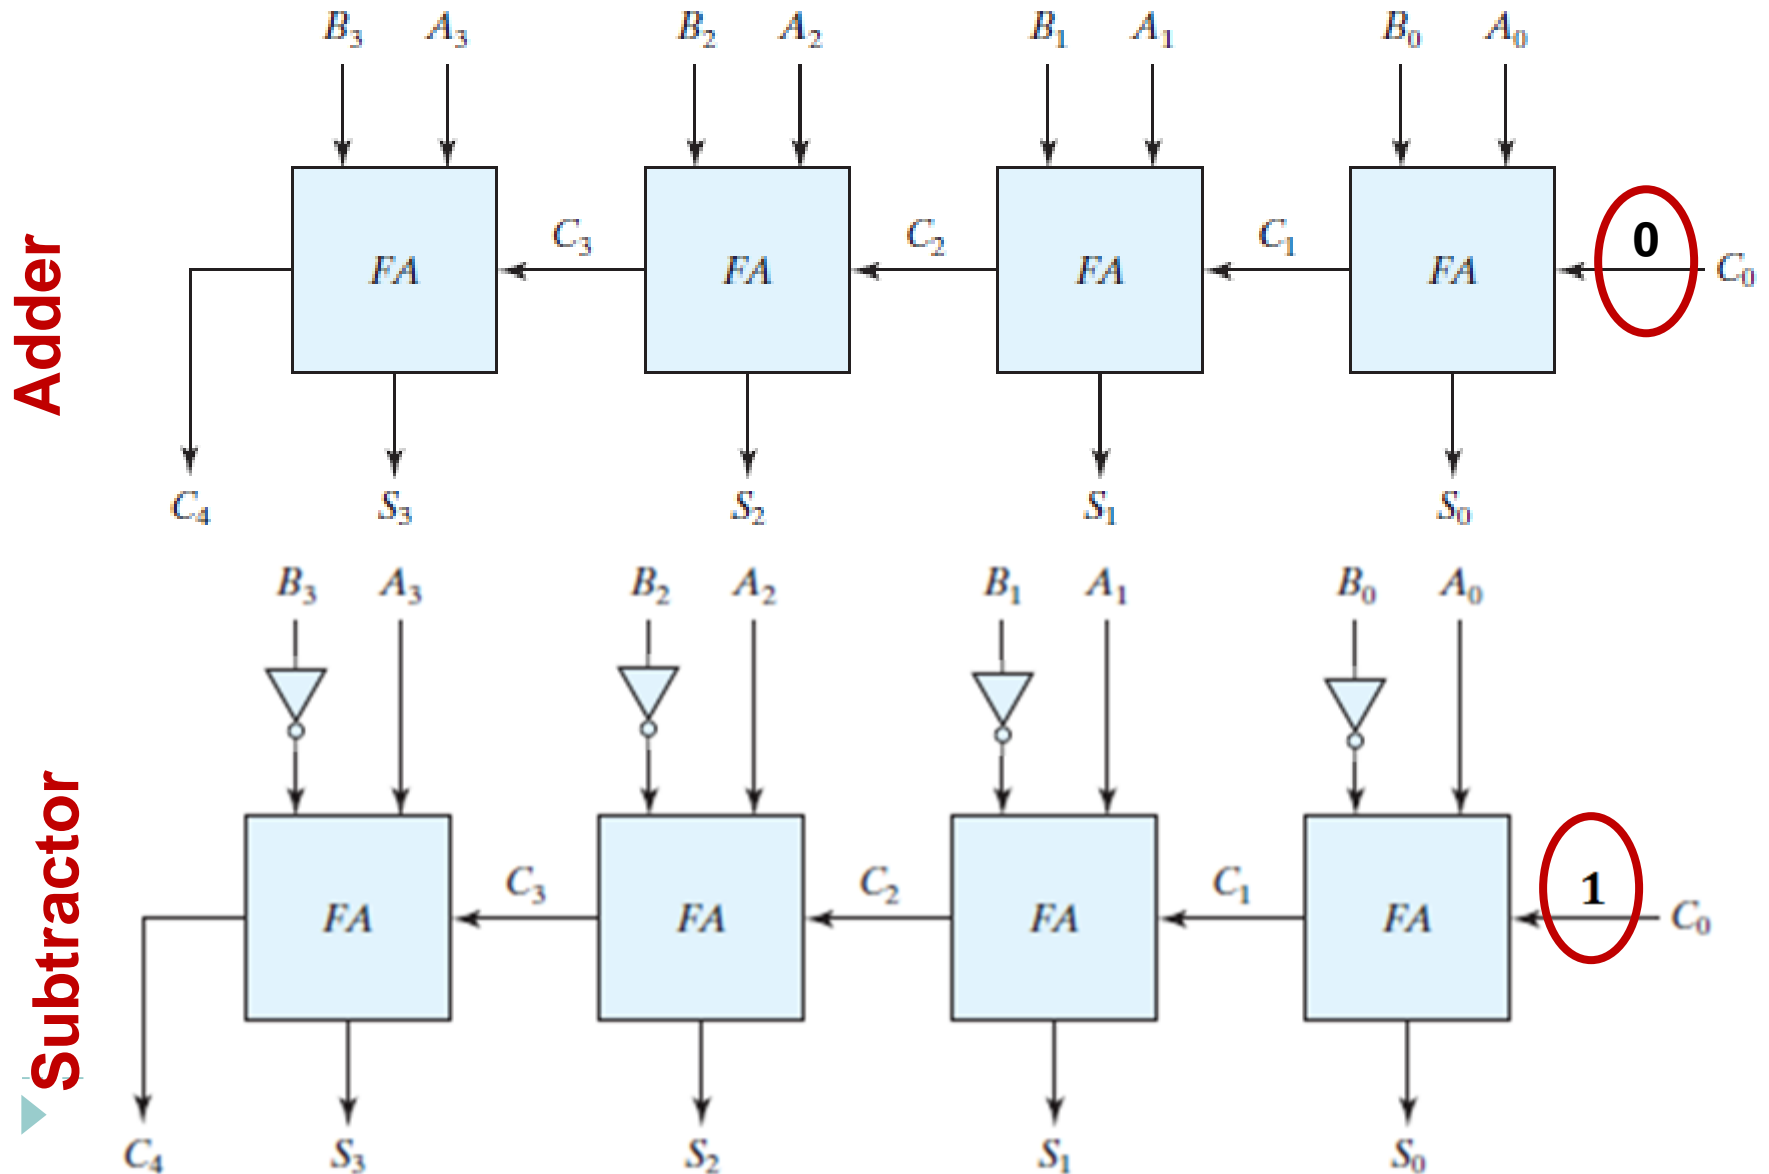 B₃ A₃ B₂ A₂ B₁ A₁ B₀ A₀
Adder
FA C₃ FA C₂ FA C₁ FA 0 C₀
C₄ S₃ S₂ S₁ S₀
B₃ A₃ B₂ A₂ B₁ A₁ B₀ A₀
Subtractor
FA C₃ FA C₂ FA C₁ FA 1 C₀
C₄ S₃ S₂ S₁ S₀